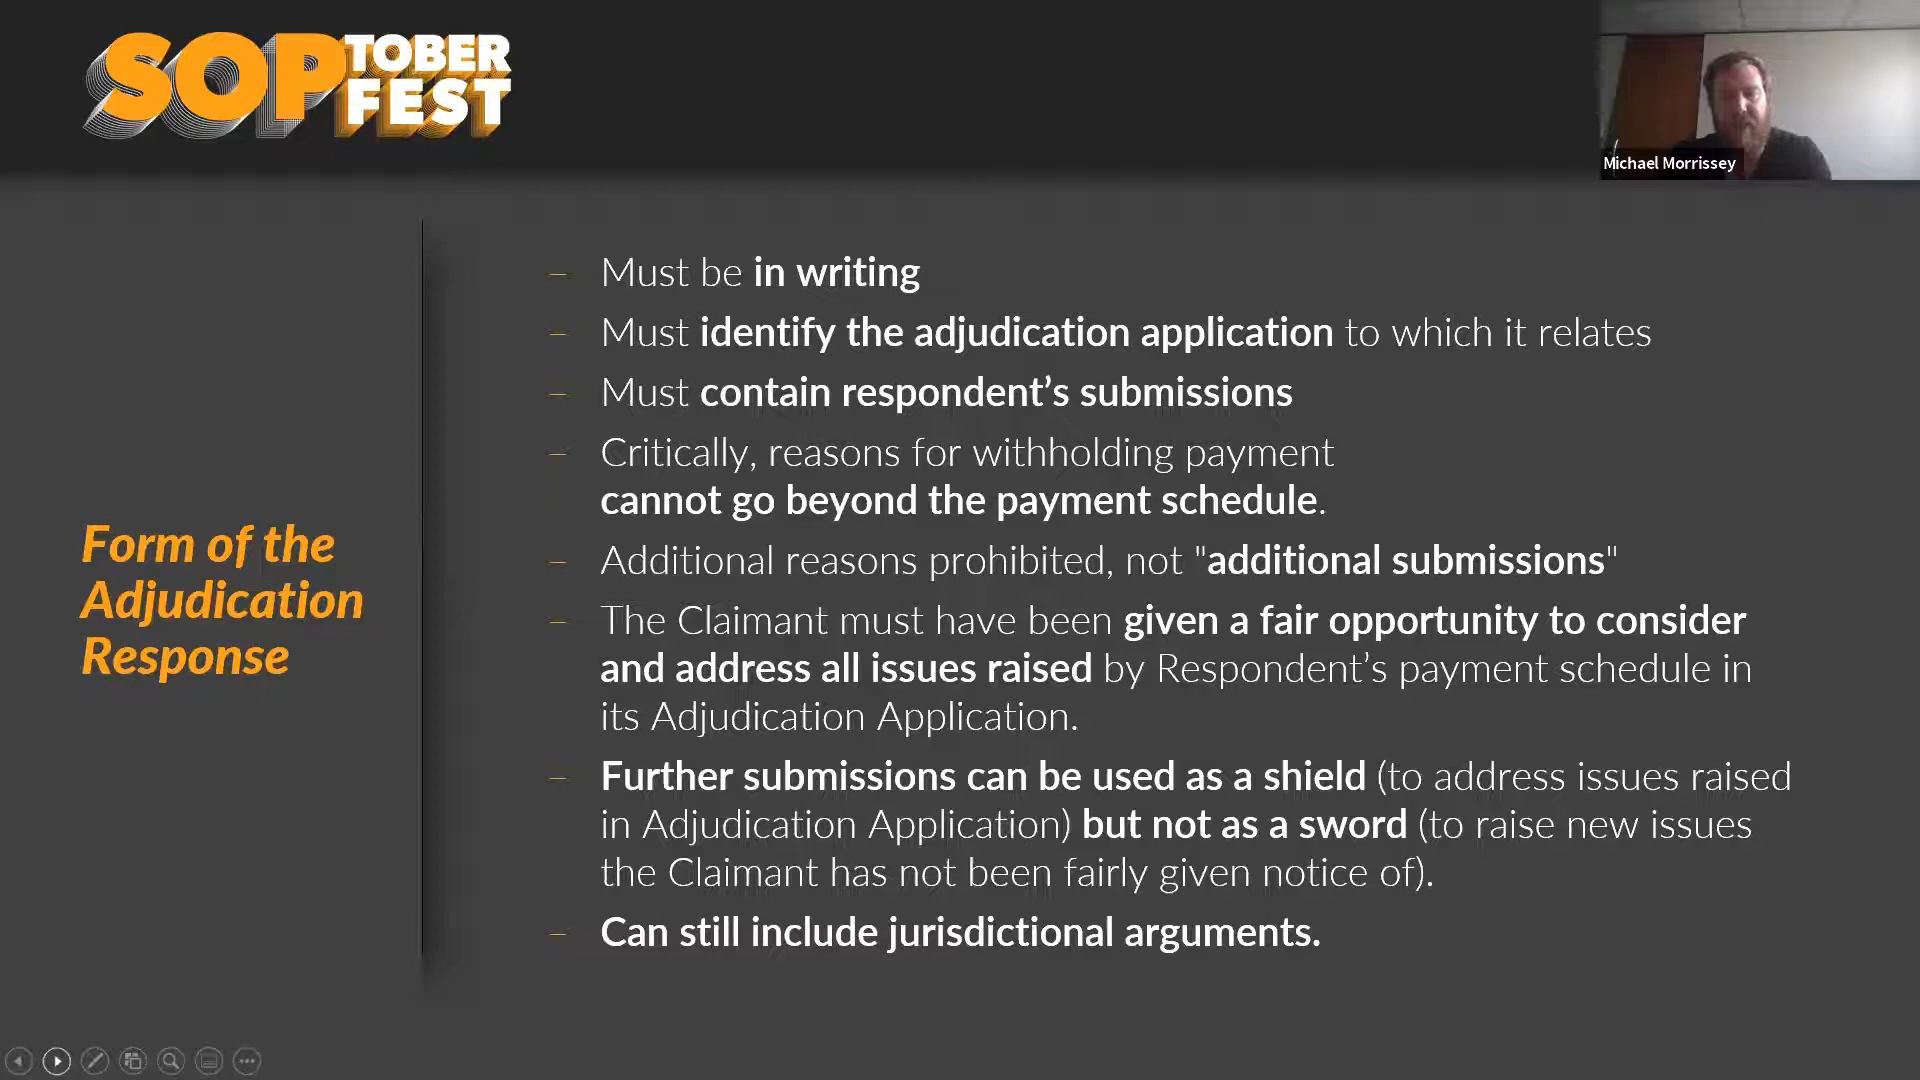 SOPTOBER
FEST
Michael Morrissey
Form of the
Adjudication
Response
– Must be in writing
– Must identify the adjudication application to which it relates
– Must contain respondent’s submissions
– Critically, reasons for withholding payment
cannot go beyond the payment schedule.
– Additional reasons prohibited, not "additional submissions"
– The Claimant must have been given a fair opportunity to consider
and address all issues raised by Respondent’s payment schedule in
its Adjudication Application.
– Further submissions can be used as a shield (to address issues raised
in Adjudication Application) but not as a sword (to raise new issues
the Claimant has not been fairly given notice of).
– Can still include jurisdictional arguments.